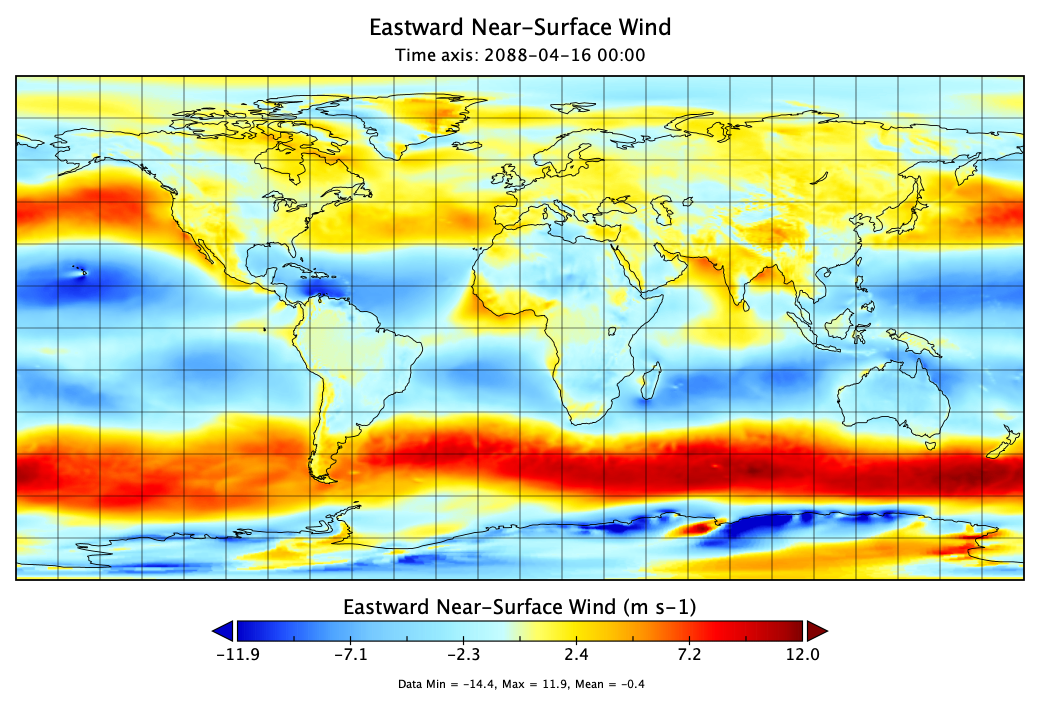 Eastward Near-Surface Wind
Time axis: 2088-04-16 00:00
Eastward Near-Surface Wind (m s-1)
-11.9 -7.1 -2.3 2.4 7.2 12.0
Data Min = -14.4, Max = 11.9, Mean = -0.4